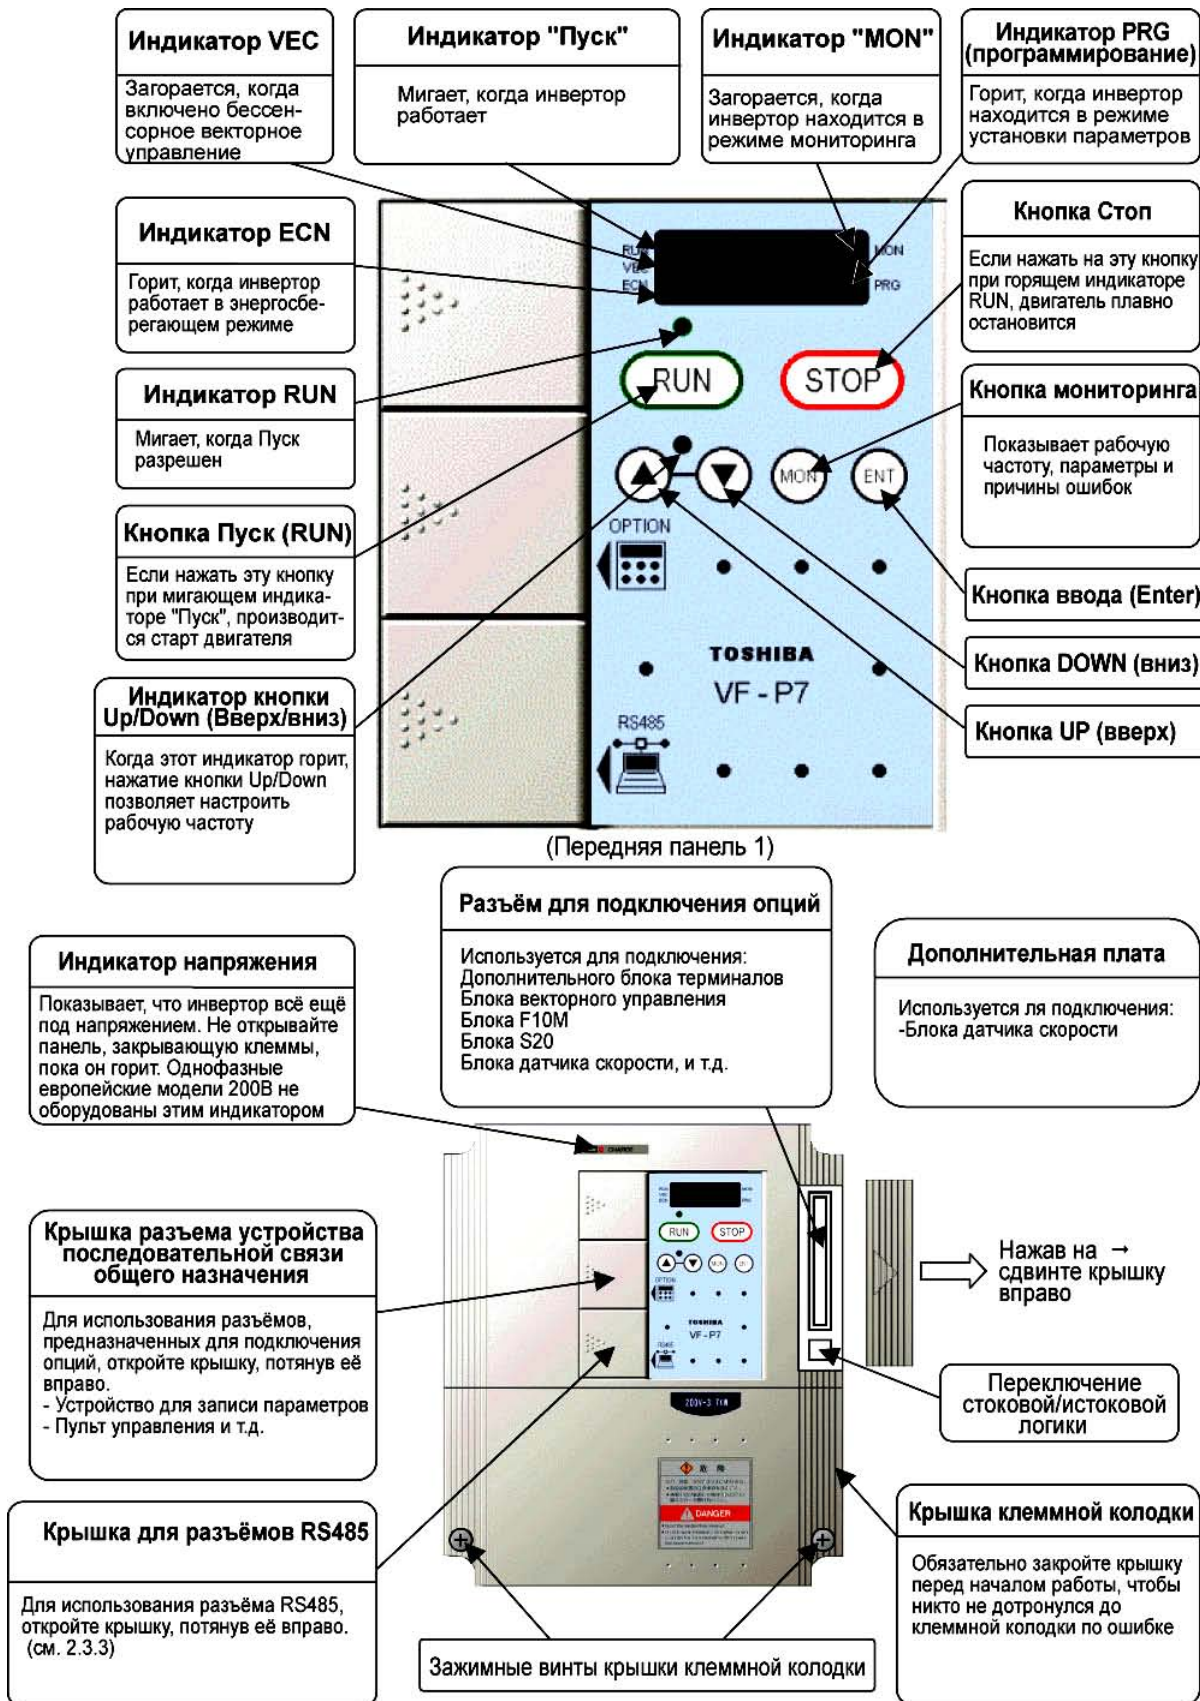 Индикатор VEC
Загорается, когда
включено бессен-
сорное векторное
управление
Индикатор "Пуск"
Мигает, когда инвертор
работает
Индикатор "MON"
Загорается, когда
инвертор находится в
режиме мониторинга
Индикатор PRG
(программирование)
Горит, когда инвертор
находится в режиме
установки параметров
Индикатор ECN
Горит, когда инвертор
работает в энергосбе-
регающем режиме
Индикатор RUN
Мигает, когда Пуск
разрешен
Кнопка Пуск (RUN)
Если нажать эту кнопку
при мигающем индика-
торе "Пуск", производит-
ся старт двигателя
Индикатор кнопки
Up/Down (Вверх/вниз)
Когда этот индикатор горит,
нажатие кнопки Up/Down
позволяет настроить
рабочую частоту
RUN
VEC
ECN
MON
PRG
RUN
STOP
MON
ENT
OPTION
TOSHIBA
VF - P7
RS485
Кнопка Стоп
Если нажать на эту кнопку
при горящем индикаторе
RUN, двигатель плавно
остановится
Кнопка мониторинга
Показывает рабочую
частоту, параметры и
причины ошибок
Кнопка ввода (Enter)
Кнопка DOWN (вниз)
Кнопка UP (вверх)
(Передняя панель 1)
Разъём для подключения опций
Используется для подключения:
Дополнительного блока терминалов
Блока векторного управления
Блока F10M
Блока S20
Блока датчика скорости, и т.д.
Дополнительная плата
Используется ля подключения:
-Блока датчика скорости
Индикатор напряжения
Показывает, что инвертор всё ещё
под напряжением. Не открывайте
панель, закрывающую клеммы,
пока он горит. Однофазные
европейские модели 200В не
оборудованы этим индикатором
Крышка разъема устройства
последовательной связи
общего назначения
Для использования разъёмов,
предназначенных для подключения
опций, откройте крышку, потянув её
вправо.
- Устройство для записи параметров
- Пульт управления и т.д.
Крышка для разъёмов RS485
Для использования разъёма RS485,
откройте крышку, потянув её вправо.
(см. 2.3.3)
CHARGE
RUN
STOP
OPTION
TOSHIBA
VF - P7
200V-3.7kW
危 険
DANGER
Нажав на →
сдвинте крышку
вправо
Переключение
стоковой/истоковой
логики
Крышка клеммной колодки
Обязательно закройте крышку
перед началом работы, чтобы
никто не дотронулся до
клеммной колодки по ошибке
Зажимные винты крышки клеммной колодки